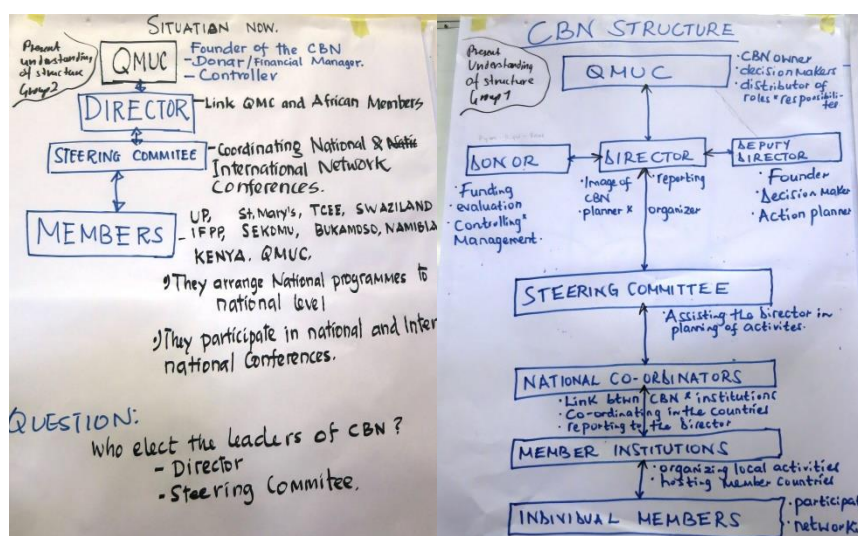 SITUATION NOW.
Present
understanding
of structure
Group 2
QMUC
Founder of the CBN
-Donar/Financial Manager.
- Controller
DIRECTOR
-Link QMC and African Members
STEERING COMMITEE
-Coordinating National &
International Network
Conferences.
MEMBERS
UP, St, Mary's, TCEE, SWAZILAND
- IFPP, SEKOMU, BUKAMOSO, NAMIBIA
KENYA, QMUC,
They arrange National programmes to
national level
They participate in national and Inter
national Conferences.
QUESTION:
Who elect the leaders of CBN?
- Director
- Steering Commitee.
CBN STRUCTURE
Present
Understanding
of structure
Group 1
QMUC
• CBN owner
• decision makers
• distributor of
roles & responsibilities
DONOR
• Funding
• evaluation
• Controlling &
Management.
DIRECTOR
• Image of CBN
• reporting
planner & organizer
DEPUTY
DIRECTOR
• Founder
• Decision Maker
• Action planner
STEERING COMMITTEE
• Assisting the Director in
planning of activites.
NATIONAL CO-ORDINATORS
• Link btwn CBN & institutions
• Co-ordinating in the countries
• reporting to the Director
MEMBER INSTITUTIONS
• organizing local activities
• hosting member countries
INDIVIDUAL MEMBERS
• participat
• network